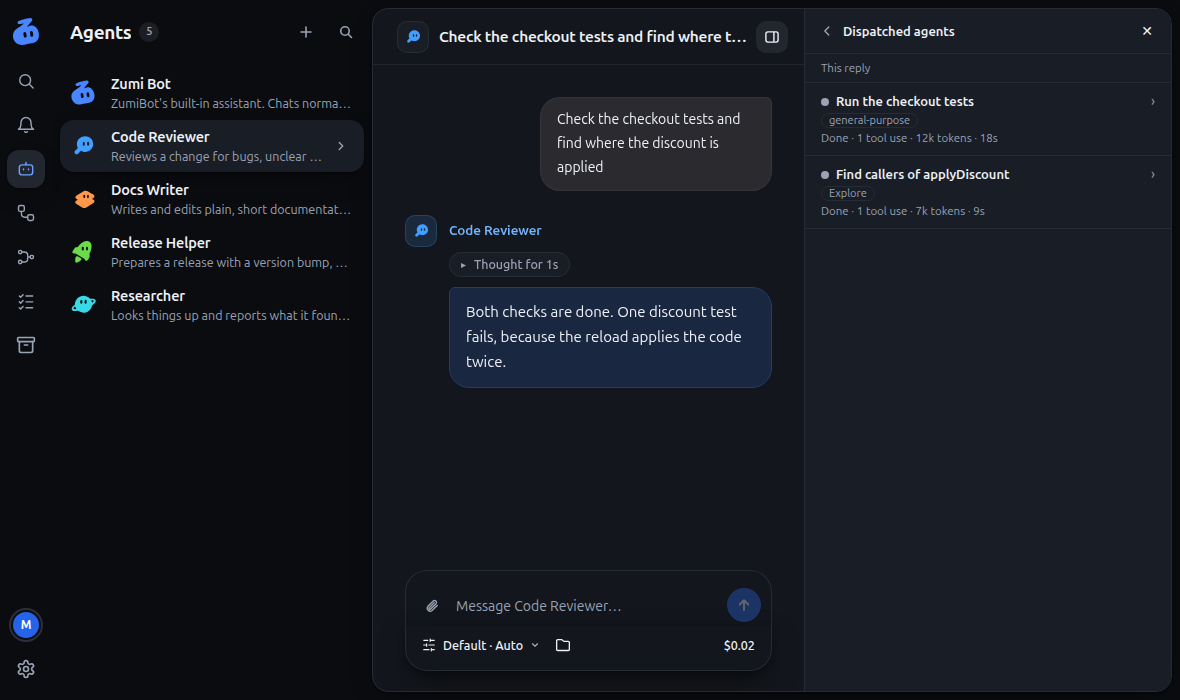 Agents 5
Zumi Bot
ZumiBot's built-in assistant. Chats norma…
Code Reviewer
Reviews a change for bugs, unclear …
Docs Writer
Writes and edits plain, short documentat…
Release Helper
Prepares a release with a version bump, …
Researcher
Looks things up and reports what it foun…
M
Check the checkout tests and find where t…
Check the checkout tests and
find where the discount is
applied
Code Reviewer
Thought for 1s
Both checks are done. One discount test
fails, because the reload applies the code
twice.
Message Code Reviewer…
Default · Auto
$0.02
Dispatched agents
This reply
Run the checkout tests
general-purpose
Done · 1 tool use · 12k tokens · 18s
Find callers of applyDiscount
Explore
Done · 1 tool use · 7k tokens · 9s